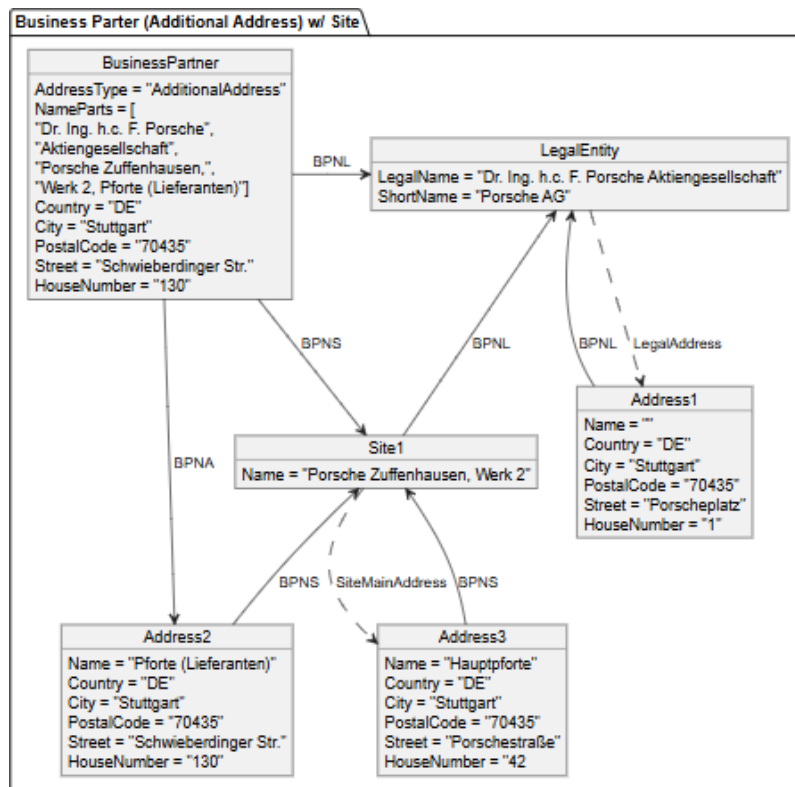 Business Parter (Additional Address) w/ Site
BusinessPartner
AddressType = "AdditionalAddress"
NameParts = [
"Dr. Ing. h.c. F. Porsche",
"Aktiengesellschaft",
"Porsche Zuffenhausen,",
"Werk 2, Pforte (Lieferanten)"]
Country = "DE"
City = "Stuttgart"
PostalCode = "70435"
Street = "Schwieberdinger Str."
HouseNumber = "130"
BPNL
LegalEntity
LegalName = "Dr. Ing. h.c. F. Porsche Aktiengesellschaft"
ShortName = "Porsche AG"
BPNS
BPNL
BPNL
LegalAddress
Address1
Name = ""
Country = "DE"
City = "Stuttgart"
PostalCode = "70435"
Street = "Porscheplatz"
HouseNumber = "1"
BPNA
Site1
Name = "Porsche Zuffenhausen, Werk 2"
BPNS
SiteMainAddress
BPNS
Address2
Name = "Pforte (Lieferanten)"
Country = "DE"
City = "Stuttgart"
PostalCode = "70435"
Street = "Schwieberdinger Str."
HouseNumber = "130"
Address3
Name = "Hauptpforte"
Country = "DE"
City = "Stuttgart"
PostalCode = "70435"
Street = "Porschestraße"
HouseNumber = "42